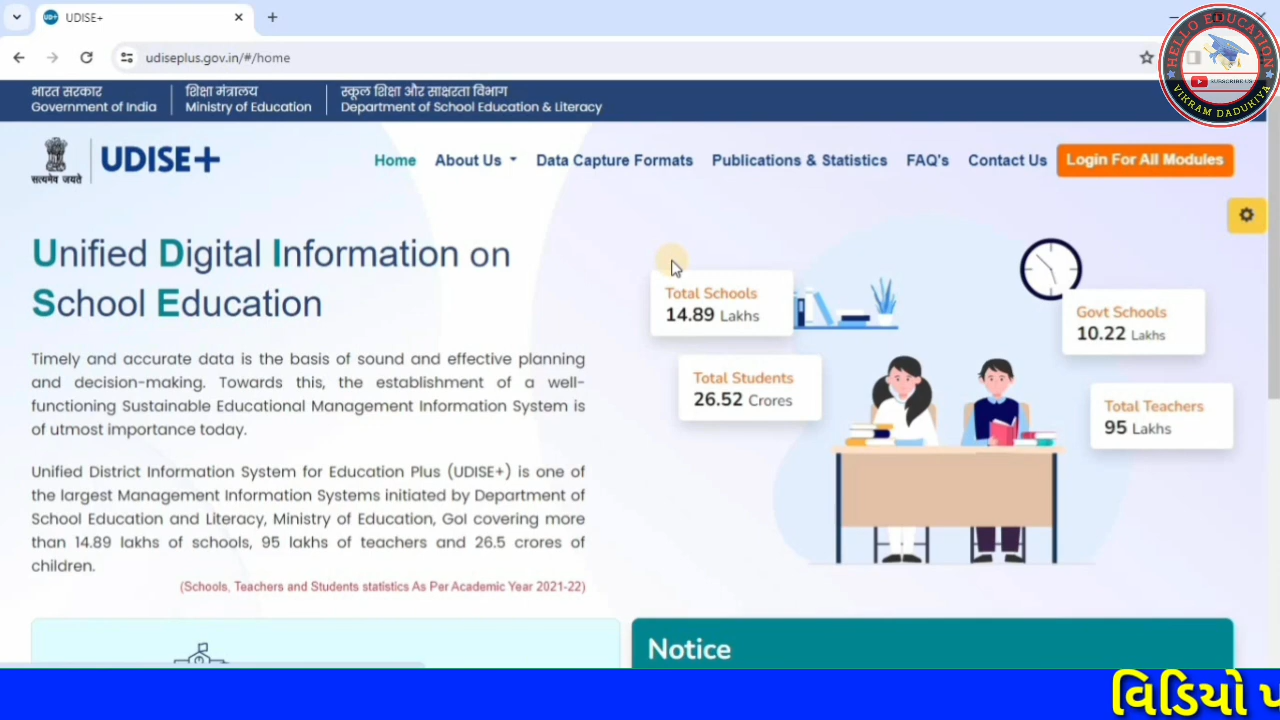 UDISE+
udiseplus.gov.in/#/home
HELLO EDUCATION
SUBSCRIBE US
VIKRAM DADUKIYA
भारत सरकार
Government of India
शिक्षा मंत्रालय
Ministry of Education
स्कूल शिक्षा और साक्षरता विभाग
Department of School Education & Literacy
सत्यमेव जयते
UDISE+
Home
About Us
Data Capture Formats
Publications & Statistics
FAQ's
Contact Us
Login For All Modules
Unified Digital Information on
School Education
Timely and accurate data is the basis of sound and effective planning
and decision-making. Towards this, the establishment of a well-
functioning Sustainable Educational Management Information System is
of utmost importance today.
Unified District Information System for Education Plus (UDISE+) is one of
the largest Management Information Systems initiated by Department of
School Education and Literacy, Ministry of Education, GoI covering more
than 14.89 lakhs of schools, 95 lakhs of teachers and 26.5 crores of
children.
(Schools, Teachers and Students statistics As Per Academic Year 2021-22)
Total Schools
14.89 Lakhs
Total Students
26.52 Crores
Govt Schools
10.22 Lakhs
Total Teachers
95 Lakhs
Notice
વિડિયો